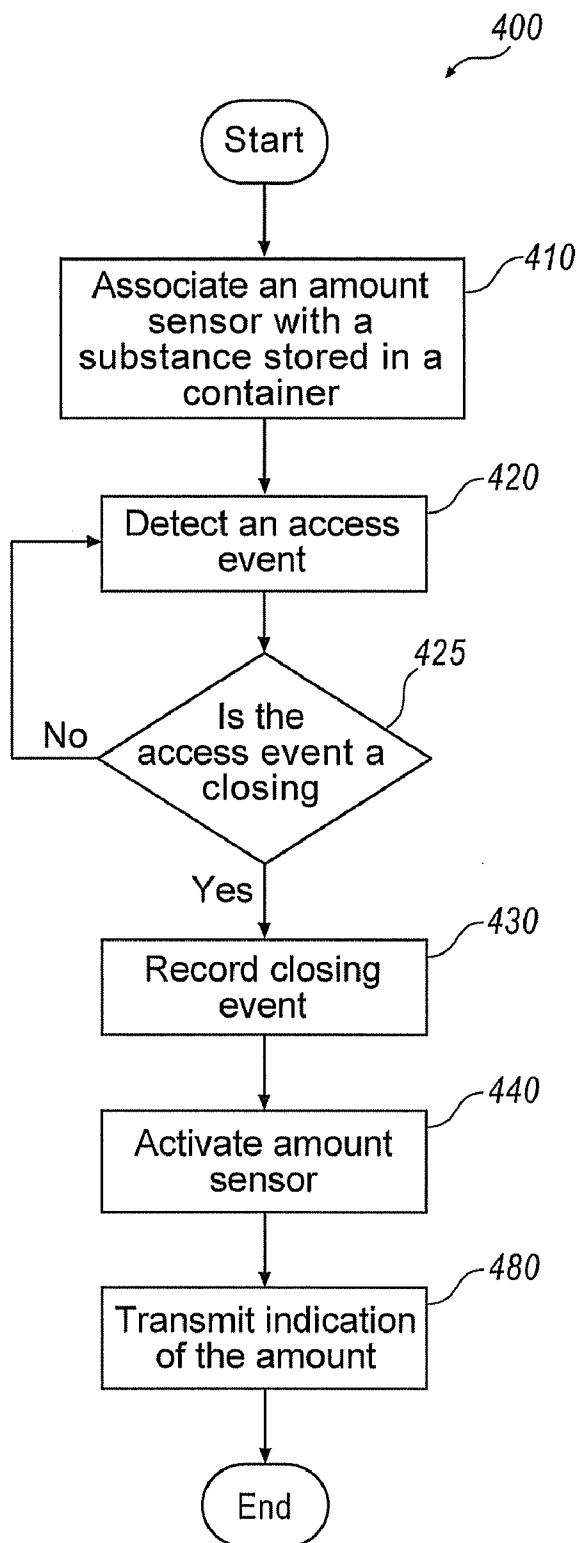 400
Start
410
Associate an amount
sensor with a
substance stored in a
container
420
Detect an access
event
425
Is the
access event a
closing
No
Yes
430
Record closing
event
440
Activate amount
sensor
480
Transmit indication
of the amount
End